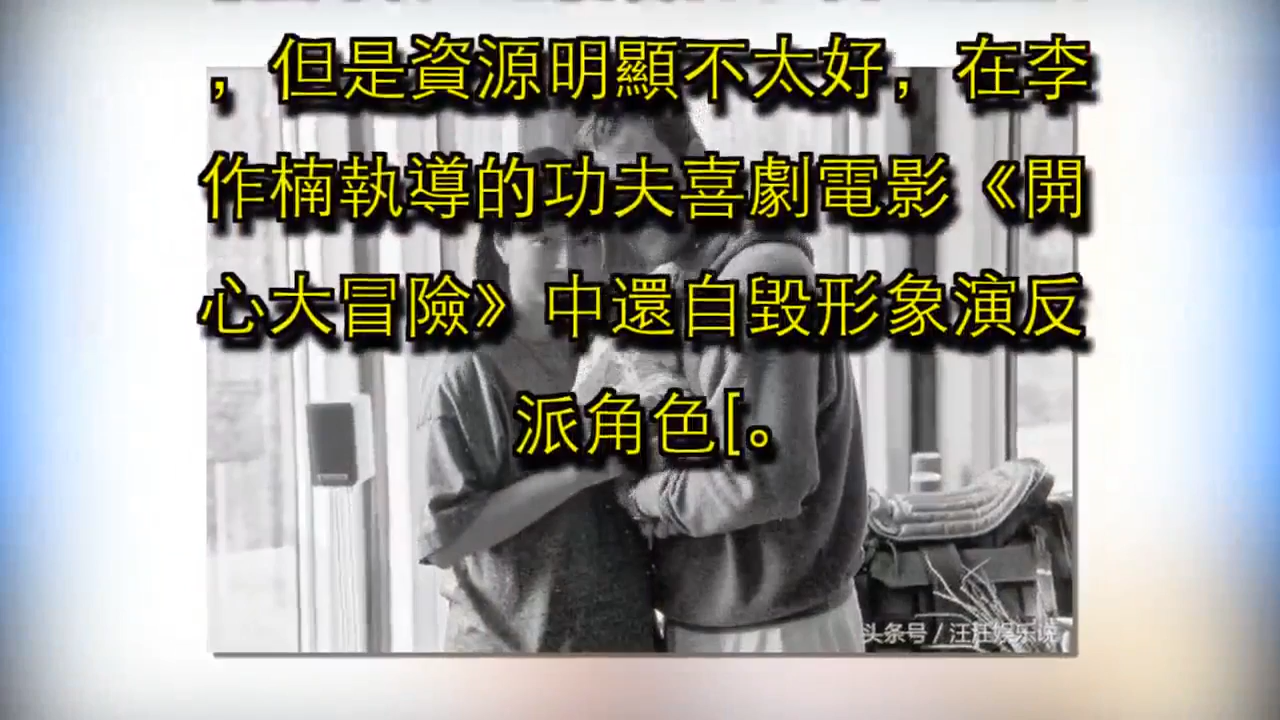 ，但是資源明顯不太好，在李
作楠執導的功夫喜劇電影《開
心大冒險》中還自毀形象演反
派角色[。
头条号 / 汪汪娱乐说